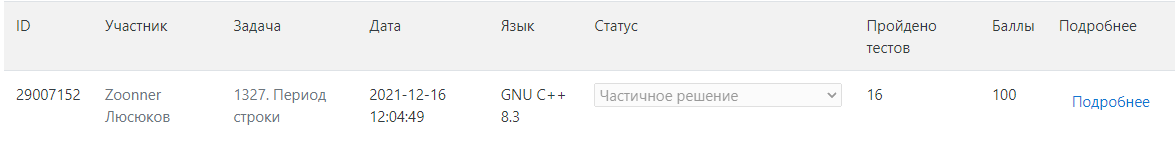 ID Участник Задача Дата Язык Статус Пройдено тестов Баллы Подробнее
29007152 Zoonner Люсюков 1327. Период строки 2021-12-16 12:04:49 GNU C++ 8.3 Частичное решение 16 100 Подробнее